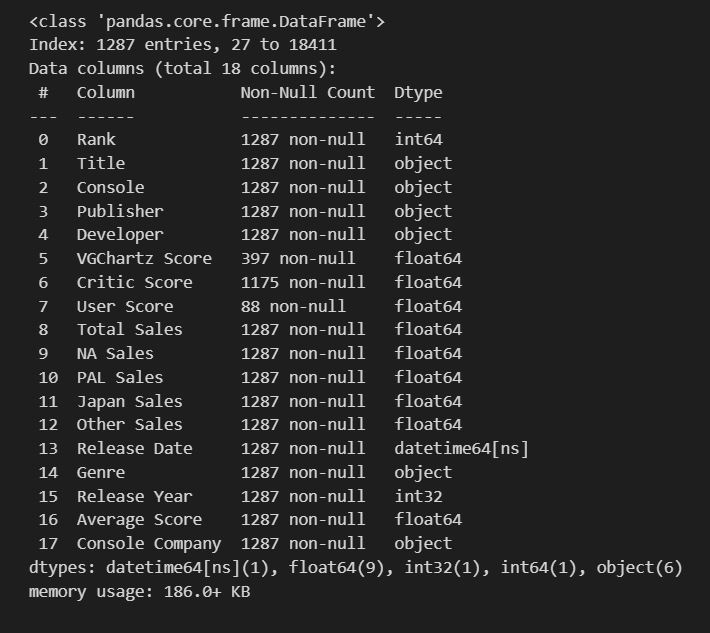 <class 'pandas.core.frame.DataFrame'>
Index: 1287 entries, 27 to 18411
Data columns (total 18 columns):
 #   Column           Non-Null Count  Dtype
---  ------           --------------  -----
 0   Rank             1287 non-null   int64
 1   Title            1287 non-null   object
 2   Console          1287 non-null   object
 3   Publisher        1287 non-null   object
 4   Developer        1287 non-null   object
 5   VGChartz Score   397 non-null    float64
 6   Critic Score     1175 non-null   float64
 7   User Score       88 non-null     float64
 8   Total Sales      1287 non-null   float64
 9   NA Sales         1287 non-null   float64
 10  PAL Sales        1287 non-null   float64
 11  Japan Sales      1287 non-null   float64
 12  Other Sales      1287 non-null   float64
 13  Release Date     1287 non-null   datetime64[ns]
 14  Genre            1287 non-null   object
 15  Release Year     1287 non-null   int32
 16  Average Score    1287 non-null   float64
 17  Console Company  1287 non-null   object
dtypes: datetime64[ns](1), float64(9), int32(1), int64(1), object(6)
memory usage: 186.0+ KB